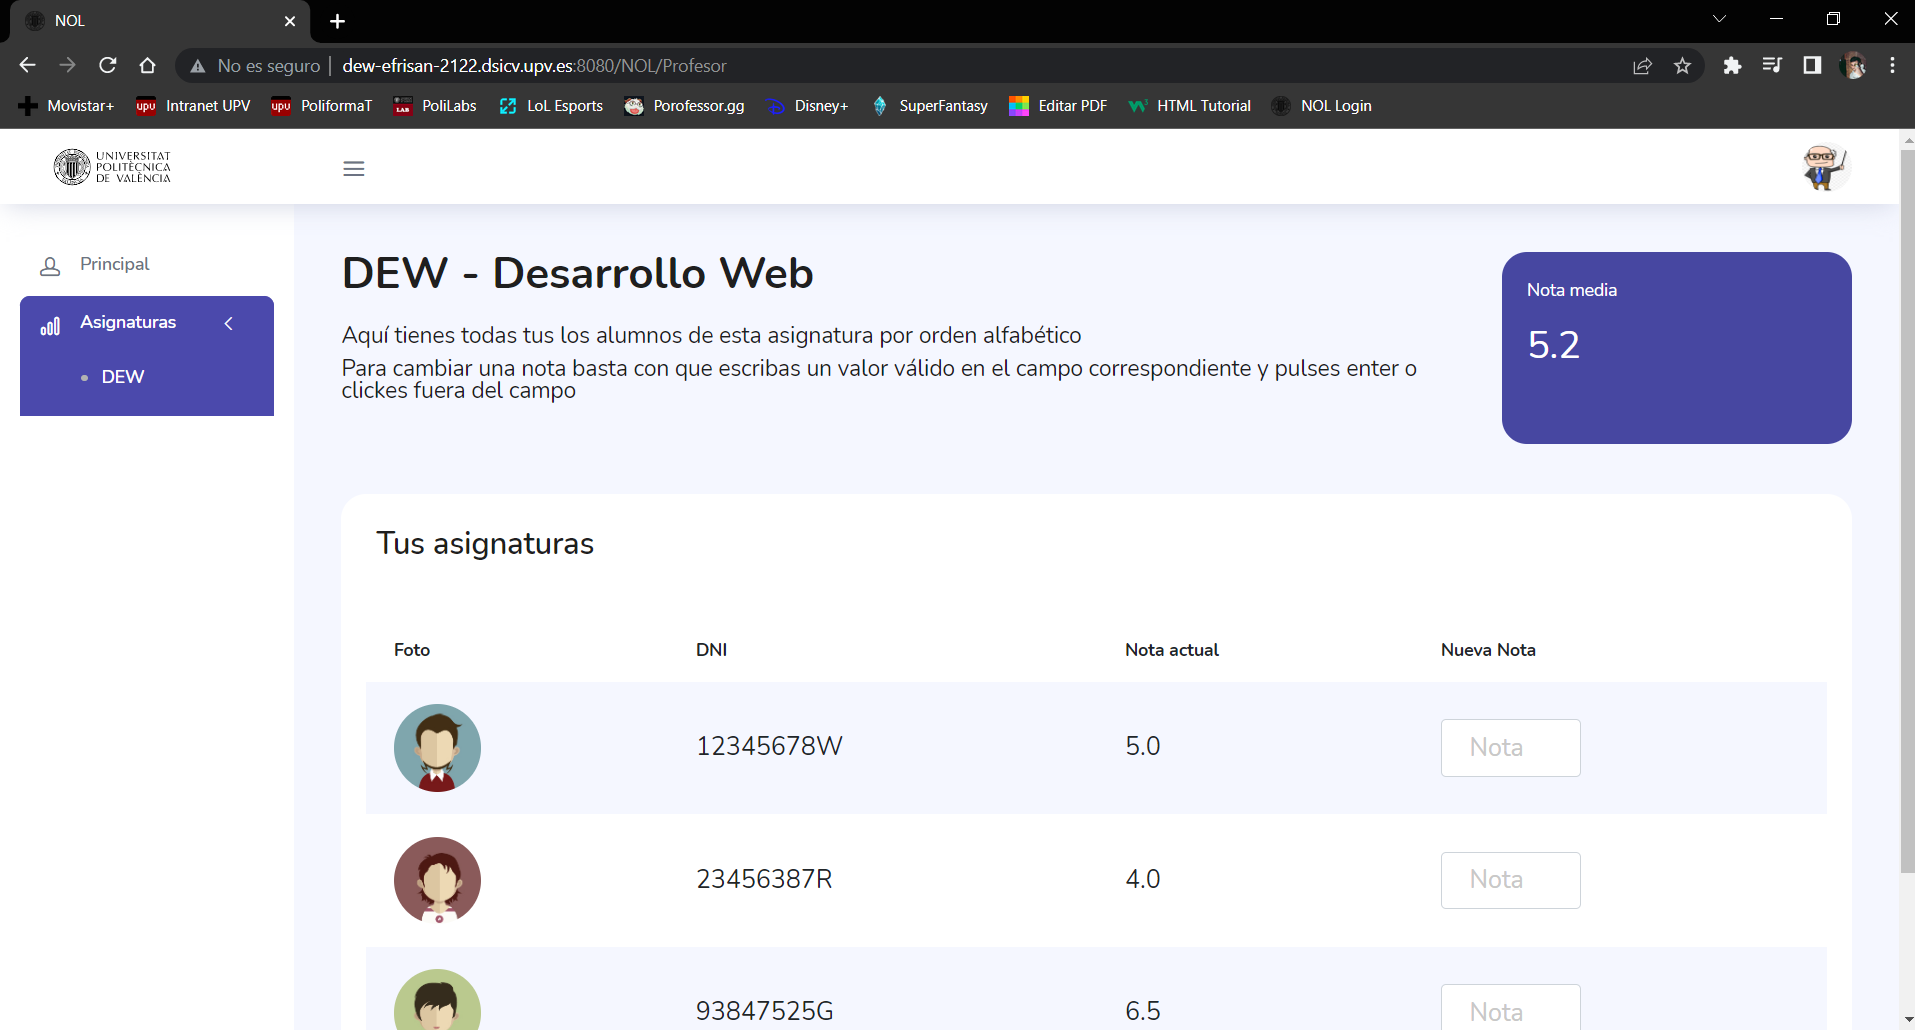 NOL
No es seguro | dew-efrisan-2122.dsicv.upv.es:8080/NOL/Profesor
Movistar+ upv Intranet UPV upv PoliformaT LAB PoliLabs LoL Esports Porofessor.gg Disney+ SuperFantasy Editar PDF HTML Tutorial NOL Login
UNIVERSITAT
POLITÈCNICA
DE VALÈNCIA
Principal
Asignaturas
DEW
DEW - Desarrollo Web
Aquí tienes todas tus los alumnos de esta asignatura por orden alfabético
Para cambiar una nota basta con que escribas un valor válido en el campo correspondiente y pulses enter o
clickes fuera del campo
Nota media
5.2
Tus asignaturas
Foto DNI Nota actual Nueva Nota
12345678W 5.0 Nota
23456387R 4.0 Nota
93847525G 6.5 Nota